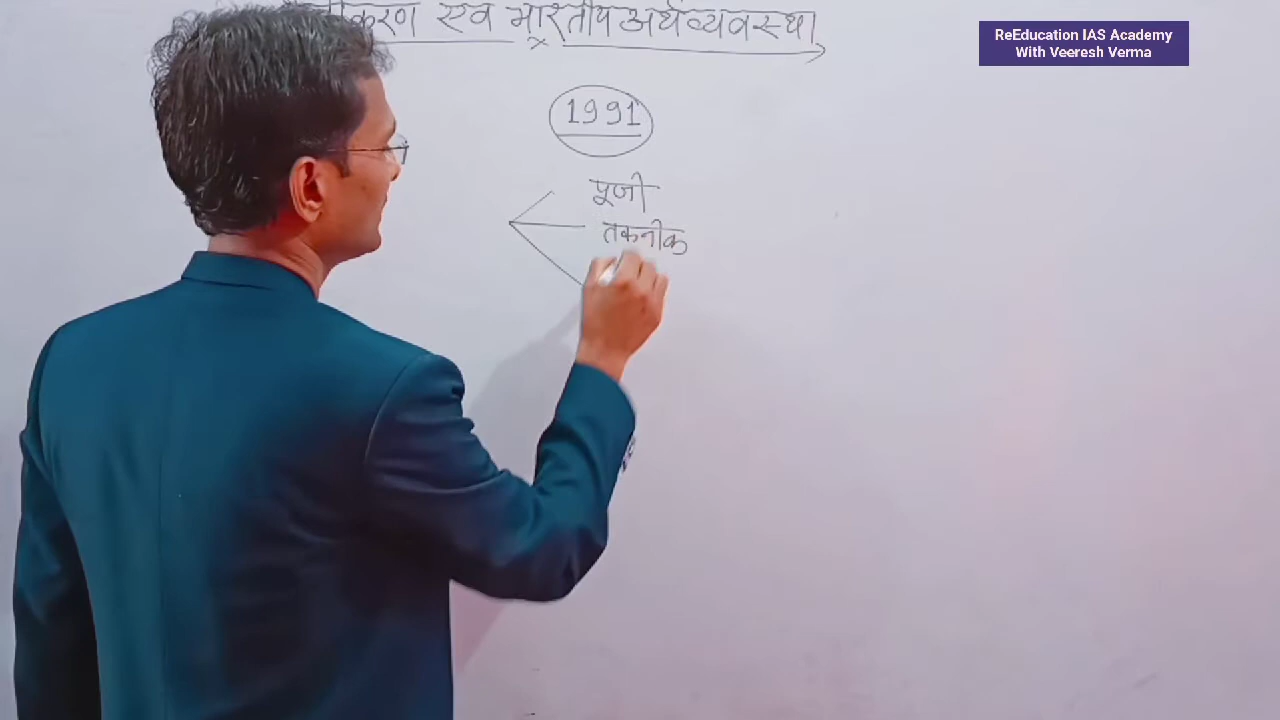 एव भारतीय अर्थव्यवस्था
ReEducation IAS Academy
With Veeresh Verma
1991
पूजी
तकनीक